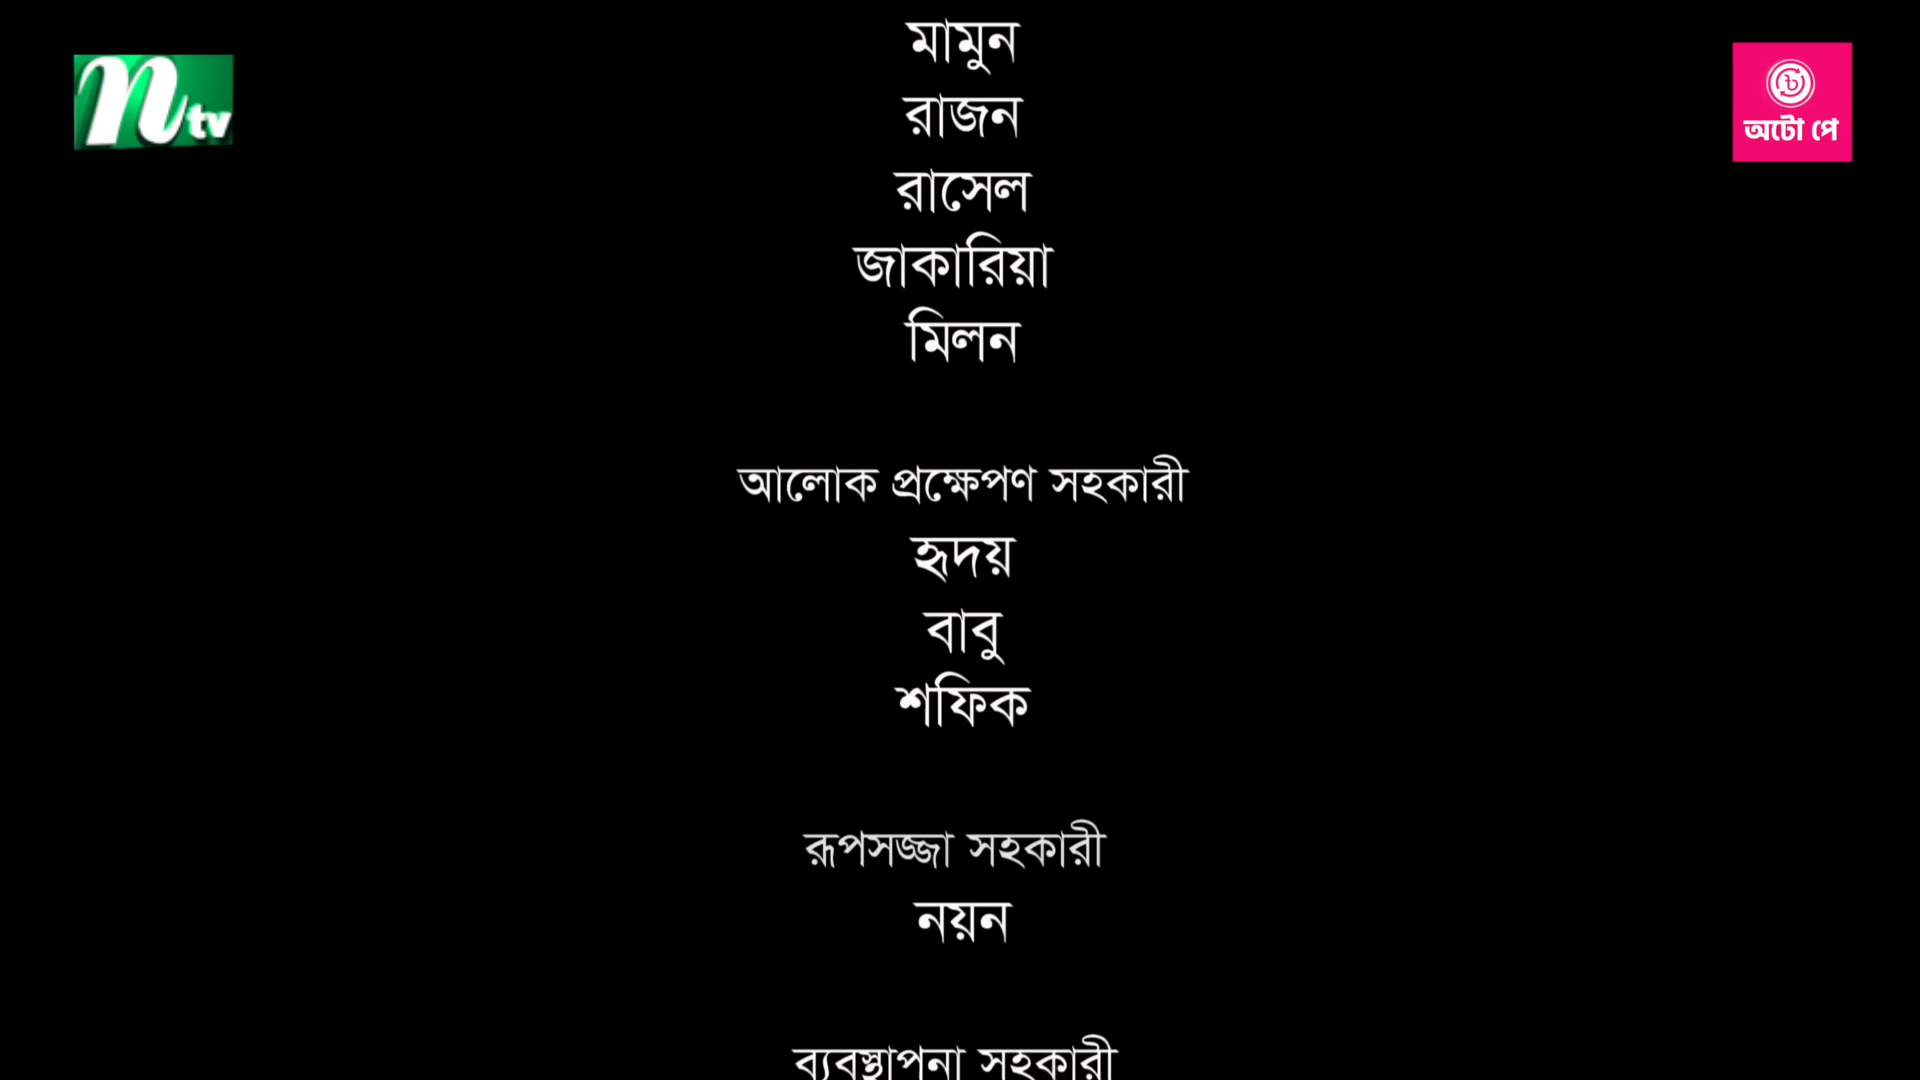 ntv
অটো পে
মামুন
রাজন
রাসেল
জাকারিয়া
মিলন
আলোক প্রক্ষেপণ সহকারী
হৃদয়
বাবু
শফিক
রূপসজ্জা সহকারী
নয়ন
ব্যবস্থাপনা সহকারী